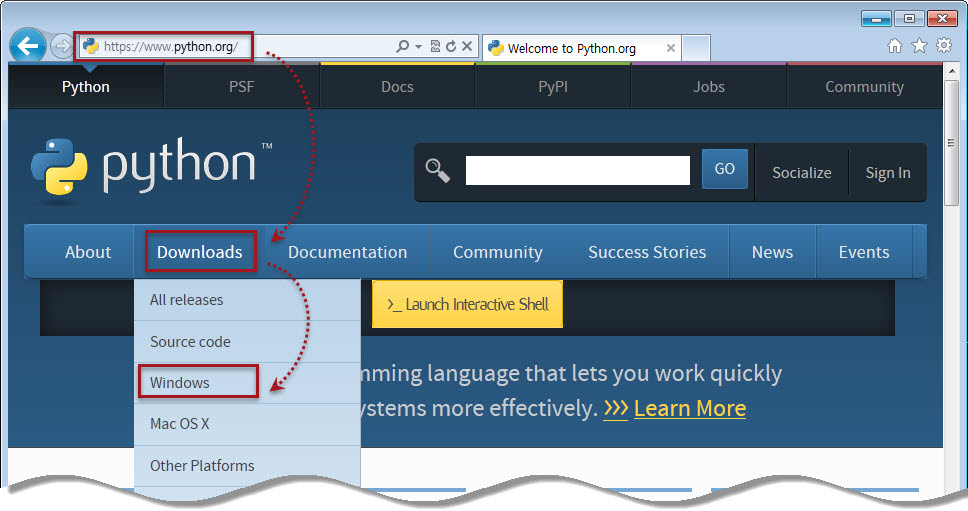 https://www.python.org/
Welcome to Python.org
Python PSF Docs PyPI Jobs Community
python™
GO Socialize Sign In
About Downloads Documentation Community Success Stories News Events
All releases
>_ Launch Interactive Shell
Source code
Windows
mming language that lets you work quickly
ystems more effectively. >>> Learn More
Mac OS X
Other Platforms